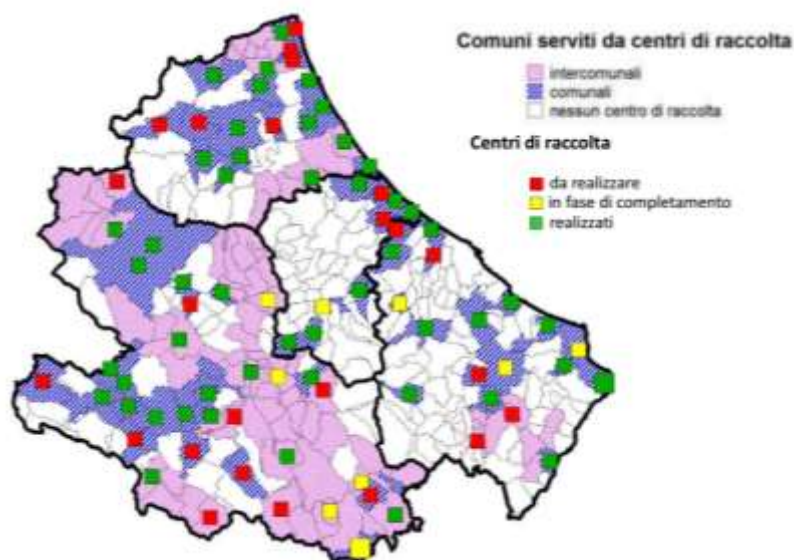 Comuni serviti da centri di raccolta
intercomunali
comunali
nessun centro di raccolta
Centri di raccolta
da realizzare
in fase di completamento
realizzati